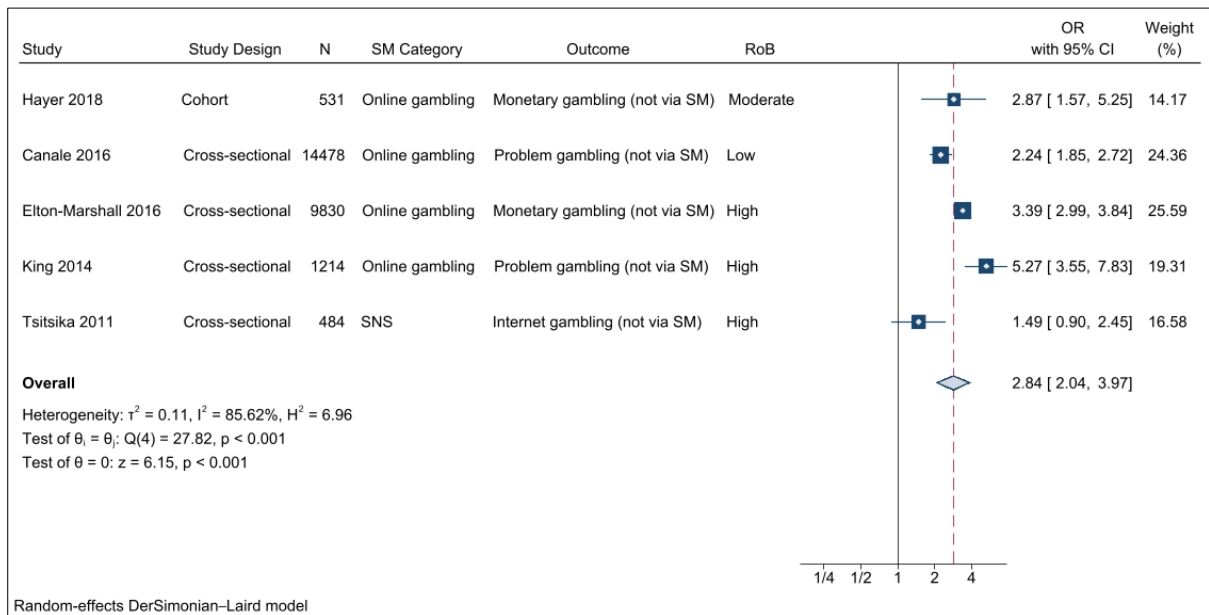 Study Study Design N SM Category Outcome RoB OR with 95% CI Weight (%)
Hayer 2018 Cohort 531 Online gambling Monetary gambling (not via SM) Moderate 2.87 [ 1.57, 5.25] 14.17
Canale 2016 Cross-sectional 14478 Online gambling Problem gambling (not via SM) Low 2.24 [ 1.85, 2.72] 24.36
Elton-Marshall 2016 Cross-sectional 9830 Online gambling Monetary gambling (not via SM) High 3.39 [ 2.99, 3.84] 25.59
King 2014 Cross-sectional 1214 Online gambling Problem gambling (not via SM) High 5.27 [ 3.55, 7.83] 19.31
Tsitsika 2011 Cross-sectional 484 SNS Internet gambling (not via SM) High 1.49 [ 0.90, 2.45] 16.58
Overall 2.84 [ 2.04, 3.97]
Heterogeneity: τ² = 0.11, I² = 85.62%, H² = 6.96
Test of θᵢ = θⱼ: Q(4) = 27.82, p < 0.001
Test of θ = 0: z = 6.15, p < 0.001
1/4 1/2 1 2 4
Random-effects DerSimonian–Laird model